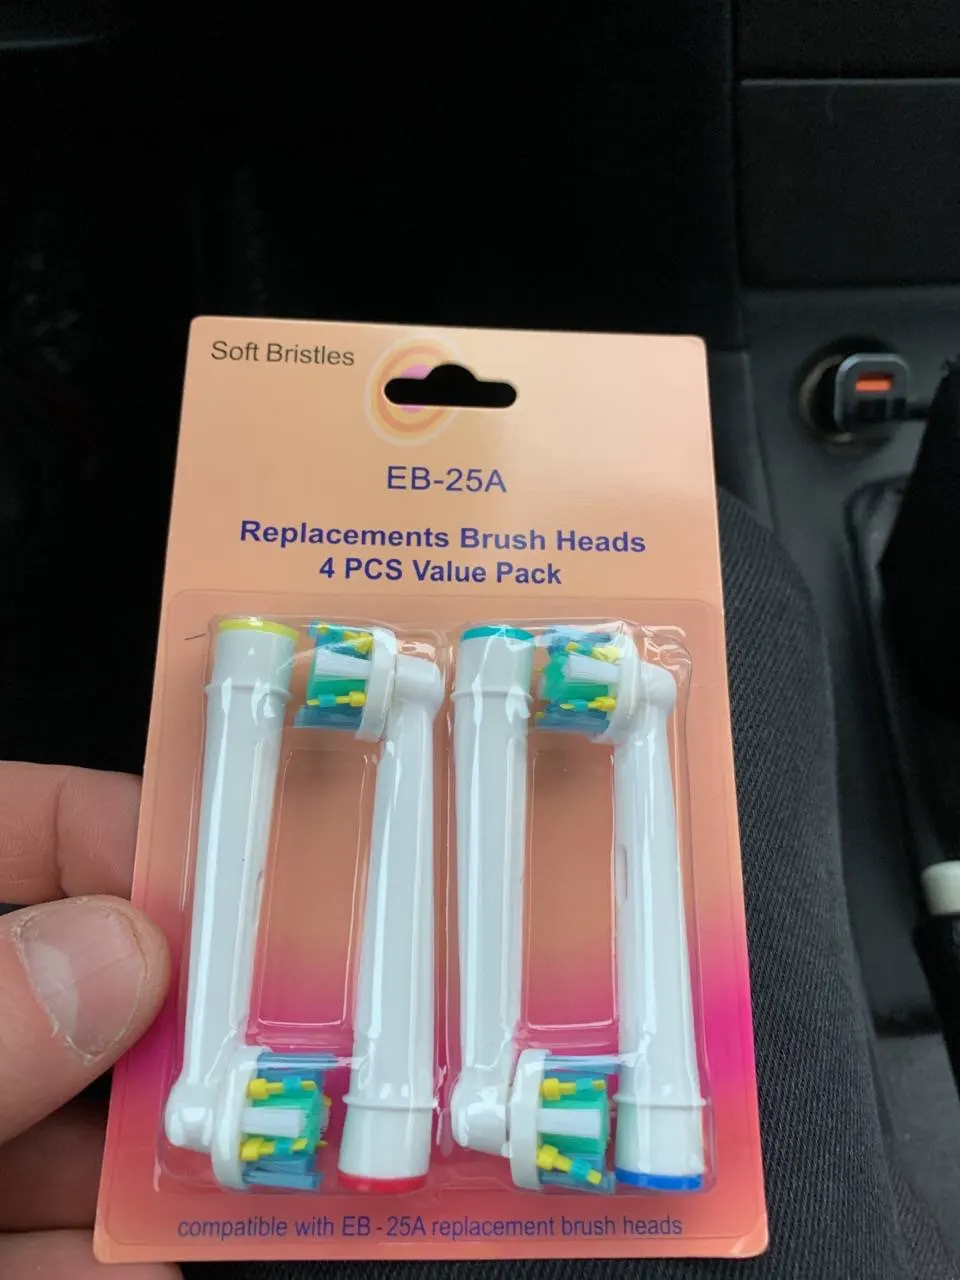 Soft Bristles
EB-25A
Replacements Brush Heads
4 PCS Value Pack
compatible with EB - 25A replacement brush heads